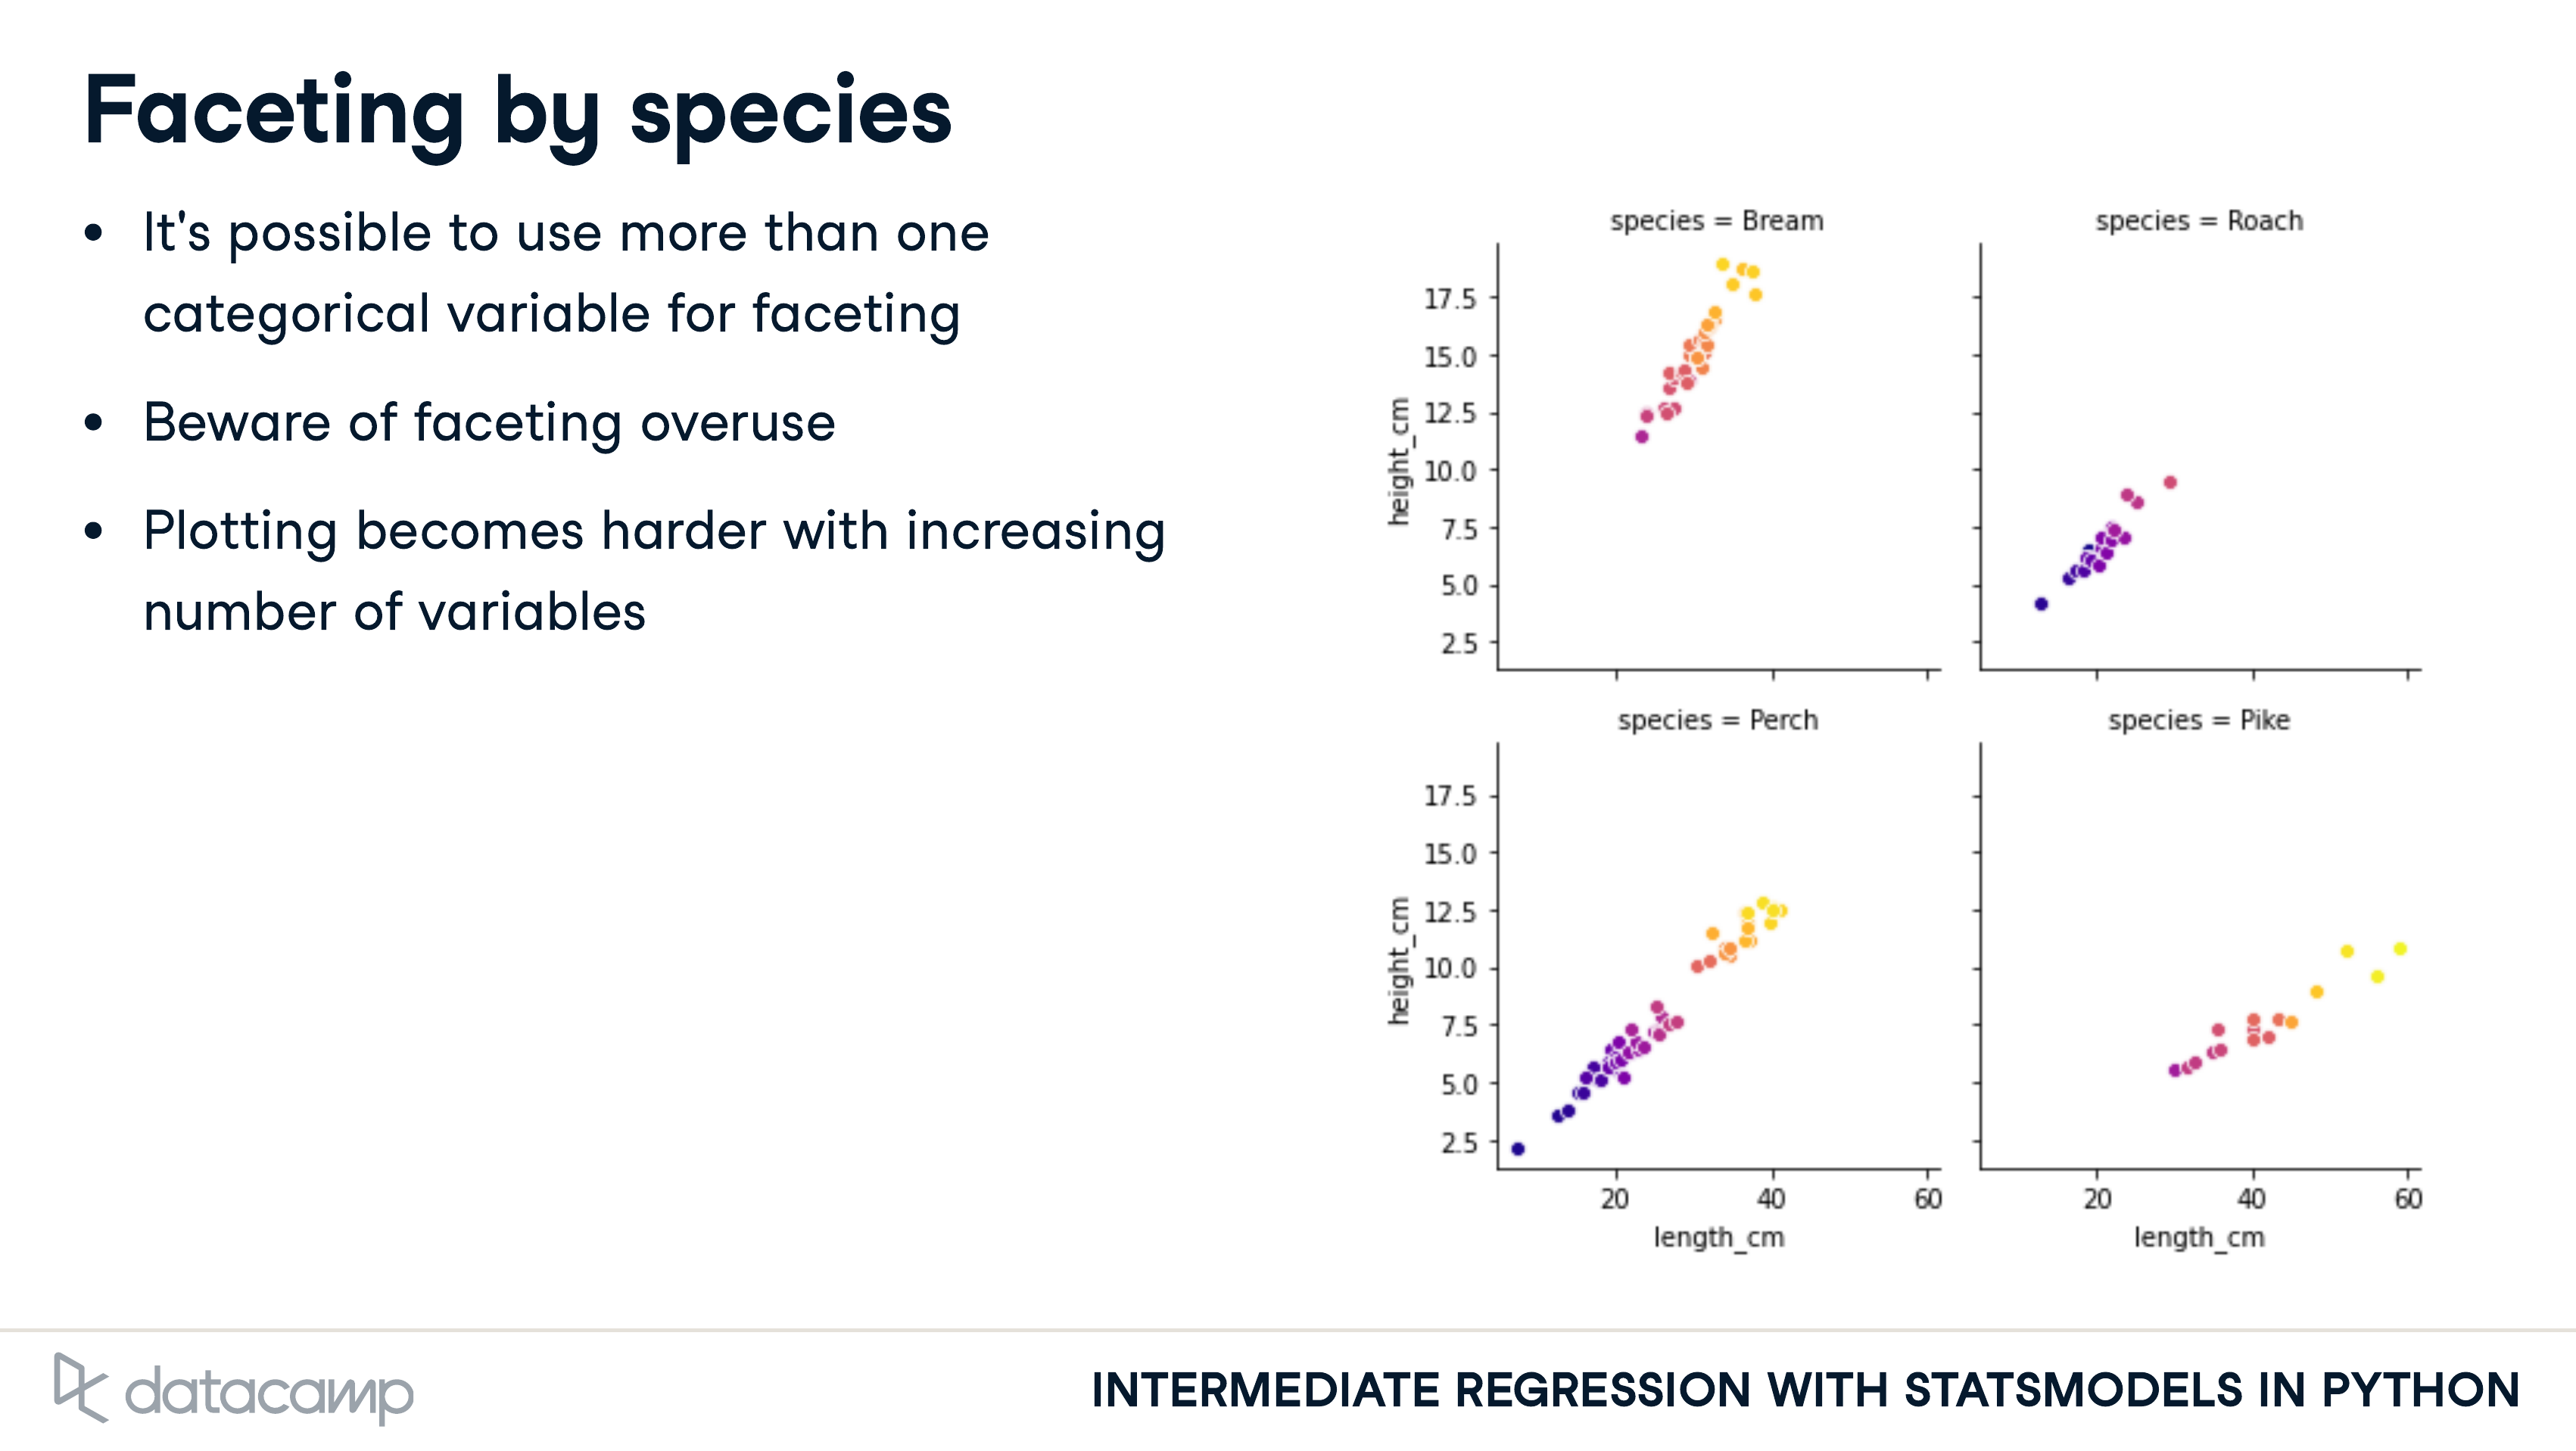 Faceting by species
• It's possible to use more than one
categorical variable for faceting
• Beware of faceting overuse
• Plotting becomes harder with increasing
number of variables
species = Bream
species = Roach
height_cm
17.5
15.0
12.5
10.0
7.5
5.0
2.5
species = Perch
species = Pike
height_cm
17.5
15.0
12.5
10.0
7.5
5.0
2.5
20 40 60
20 40 60
length_cm
length_cm
datacamp
INTERMEDIATE REGRESSION WITH STATSMODELS IN PYTHON